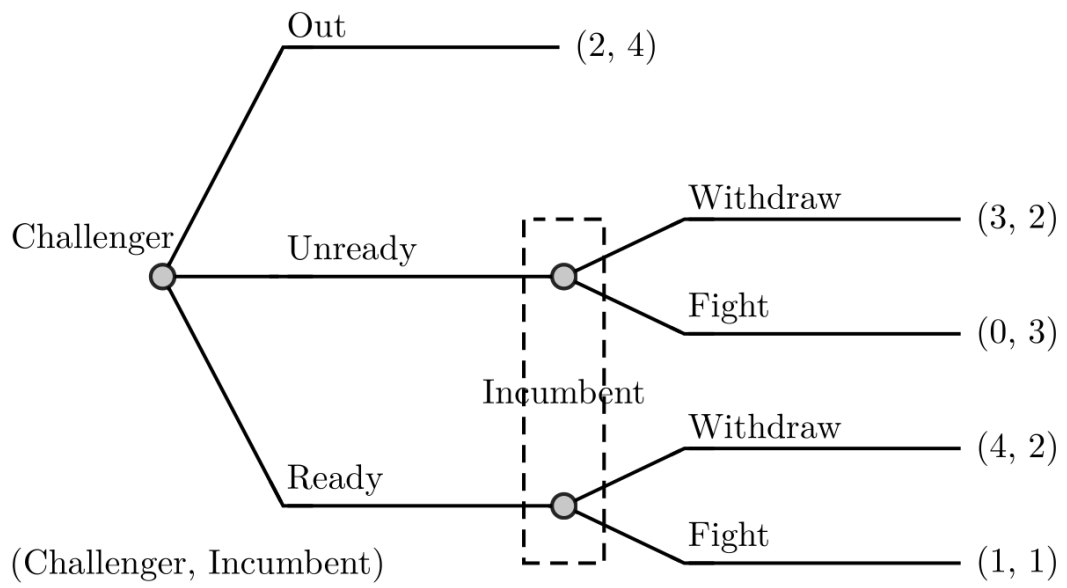 Out
(2, 4)
Withdraw
(3, 2)
Challenger
Unready
Fight
(0, 3)
Incumbent
Withdraw
(4, 2)
Ready
Fight
(1, 1)
(Challenger, Incumbent)